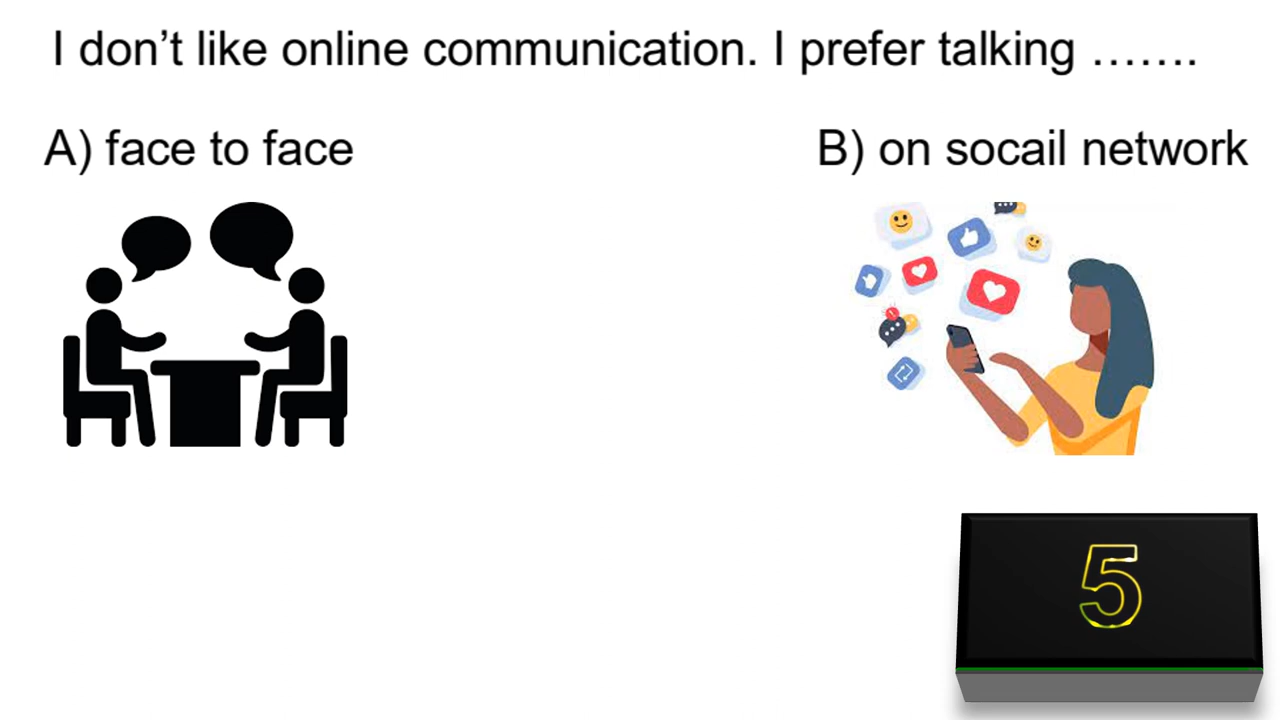 I don’t like online communication. I prefer talking …….
A) face to face
B) on socail network
5